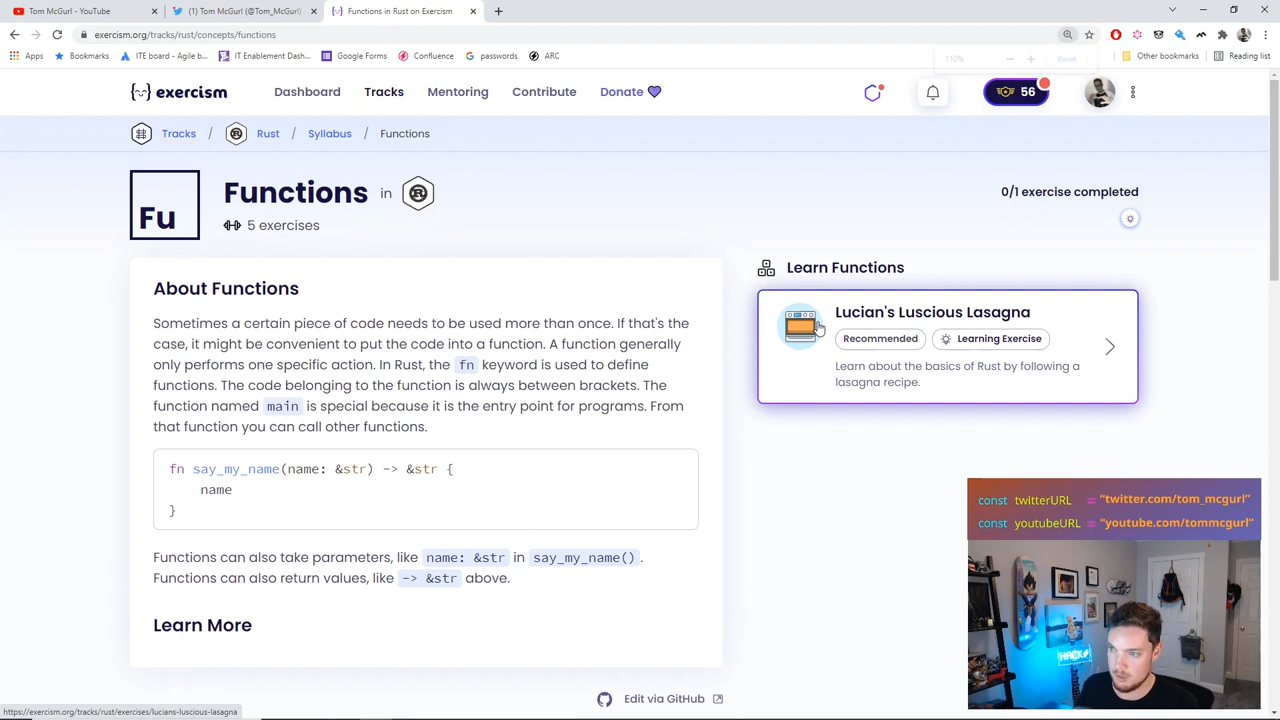 Tom McGurl - YouTube
(1) Tom McGurl (@Tom_McGurl)
Functions in Rust on Exercism
exercism.org/tracks/rust/concepts/functions
Apps
Bookmarks
ITE board - Agile b...
IT Enablement Dash...
Google Forms
Confluence
passwords
ARC
Other bookmarks
Reading list
110%
Reset
exercism
Dashboard
Tracks
Mentoring
Contribute
Donate
56
Tracks / Rust / Syllabus / Functions
Fu
Functions in
5 exercises
0/1 exercise completed
About Functions
Sometimes a certain piece of code needs to be used more than once. If that's the
case, it might be convenient to put the code into a function. A function generally
only performs one specific action. In Rust, the fn keyword is used to define
functions. The code belonging to the function is always between brackets. The
function named main is special because it is the entry point for programs. From
that function you can call other functions.
fn say_my_name(name: &str) -> &str {
name
}
Functions can also take parameters, like name: &str in say_my_name() .
Functions can also return values, like -> &str above.
Learn More
Edit via GitHub
Learn Functions
Lucian's Luscious Lasagna
Recommended
Learning Exercise
Learn about the basics of Rust by following a
lasagna recipe.
const twitterURL = "twitter.com/tom_mcgurl"
const youtubeURL = "youtube.com/tommcgurl"
HACK
https://exercism.org/tracks/rust/exercises/lucians-luscious-lasagna